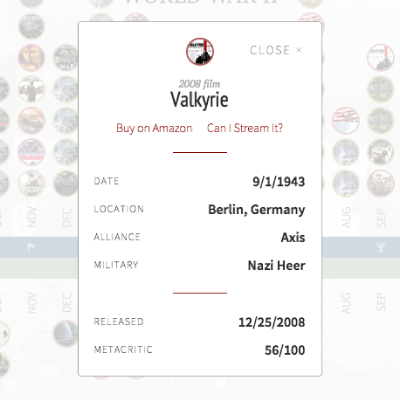 WORLD WAR II
CLOSE ×
2008 film
Valkyrie
Buy on Amazon Can I Stream It?
DATE 9/1/1943
LOCATION Berlin, Germany
ALLIANCE Axis
MILITARY Nazi Heer
RELEASED 12/25/2008
METACRITIC 56/100
NOV DEC AUG SEP
NOV DEC AUG SEP